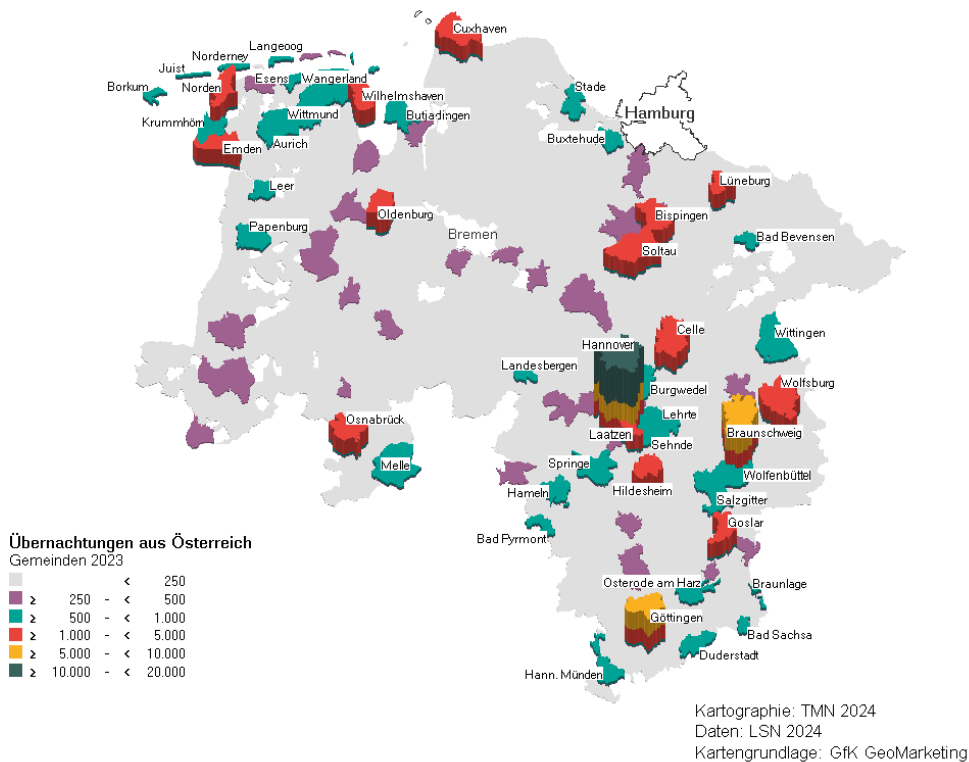 Cuxhaven
Langeoog
Norderney
Juist
Esens
Wangerland
Borkum
Norden
Wilhelmshaven
Stade
Hamburg
Krummhörn
Wittmund
Butjadingen
Buxtehude
Emden
Aurich
Leer
Lüneburg
Oldenburg
Bispingen
Papenburg
Bremen
Bad Bevensen
Soltau
Celle
Wittingen
Hannover
Landesbergen
Burgwedel
Wolfsburg
Osnabrück
Lehrte
Laatzen
Braunschweig
Sehnde
Melle
Springe
Wolfenbüttel
Hameln
Hildesheim
Salzgitter
Goslar
Bad Pyrmont
Osterode am Harz
Braunlage
Göttingen
Bad Sachsa
Duderstadt
Hann. Münden
Übernachtungen aus Österreich
Gemeinden 2023
< 250
≥ 250 - < 500
≥ 500 - < 1.000
≥ 1.000 - < 5.000
≥ 5.000 - < 10.000
≥ 10.000 - < 20.000
Kartographie: TMN 2024
Daten: LSN 2024
Kartengrundlage: GfK GeoMarketing